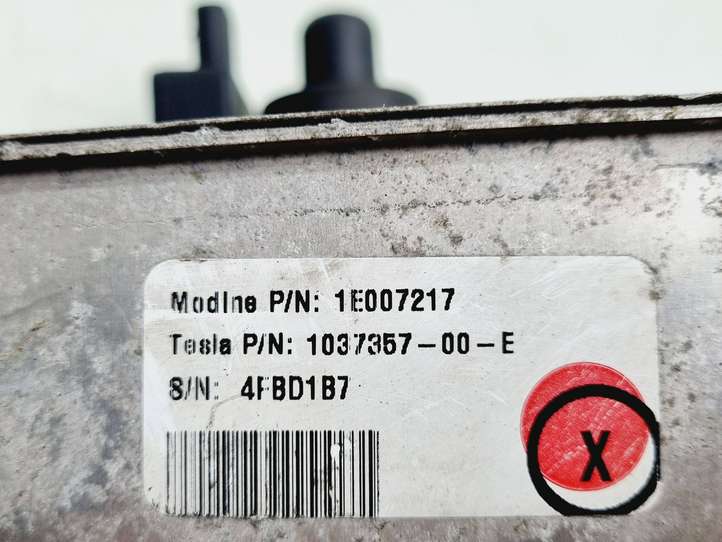 Modine P/N: 1E007217
Tesla P/N: 1037357-00-E
S/N: 4FBD1B7
X